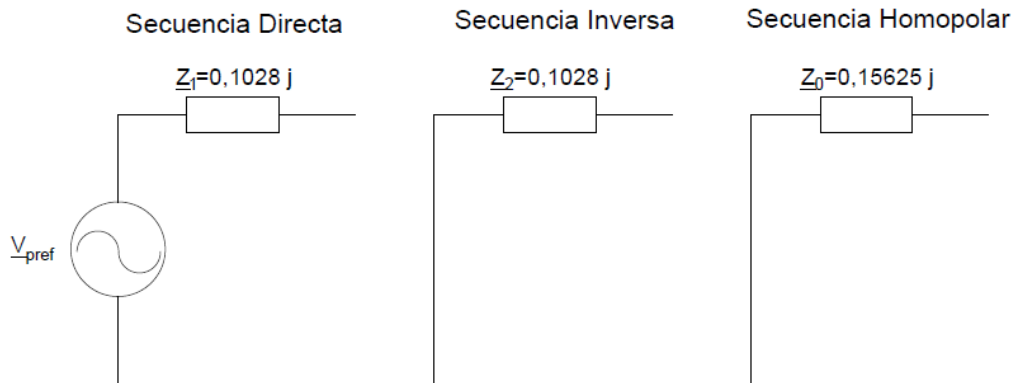 Secuencia Directa
Secuencia Inversa
Secuencia Homopolar
Z1=0,1028 j
Z2=0,1028 j
Z0=0,15625 j
Vpref